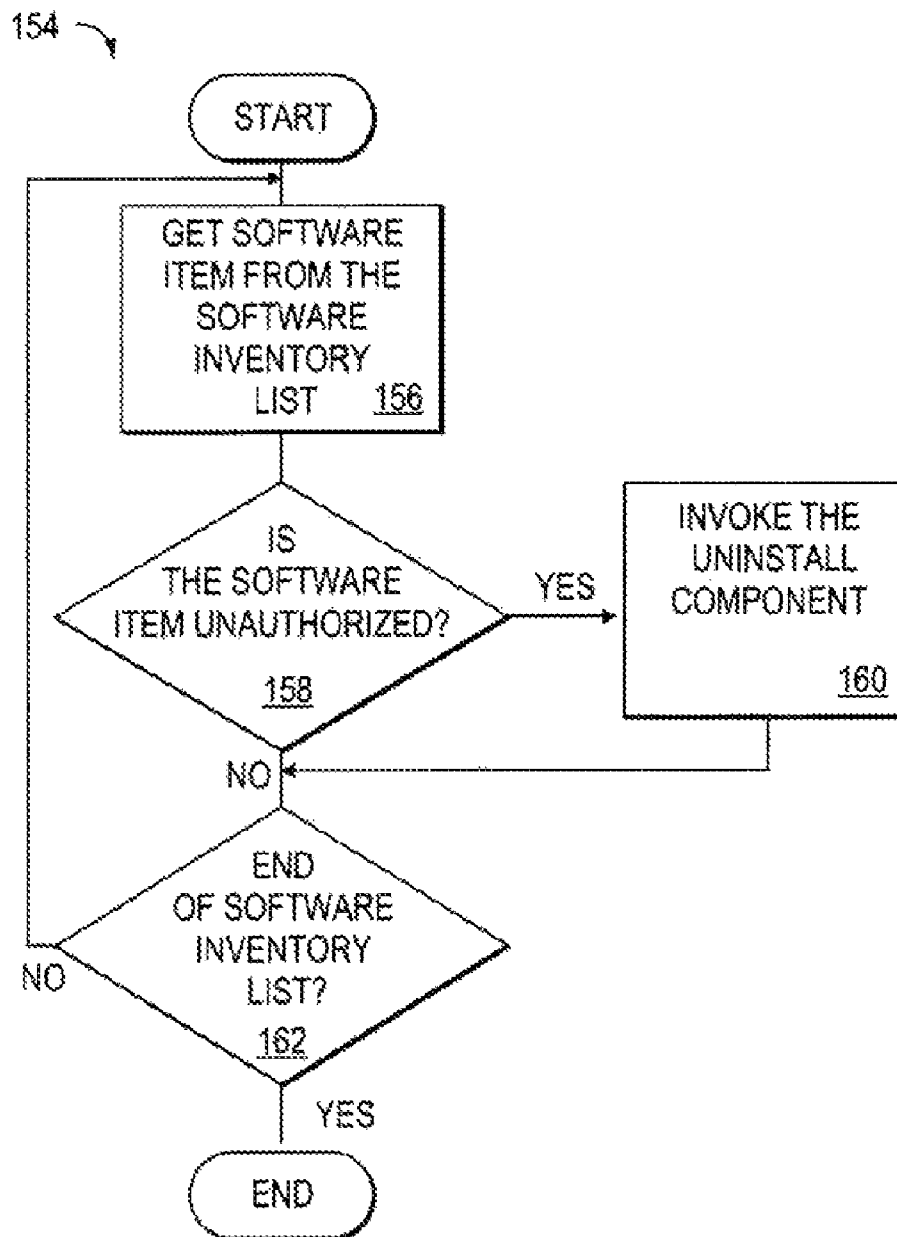 154
START
GET SOFTWARE
ITEM FROM THE
SOFTWARE
INVENTORY
LIST 156
IS
THE SOFTWARE
ITEM UNAUTHORIZED?
158
YES
INVOKE THE
UNINSTALL
COMPONENT
160
NO
END
OF SOFTWARE
INVENTORY
LIST?
162
NO
YES
END